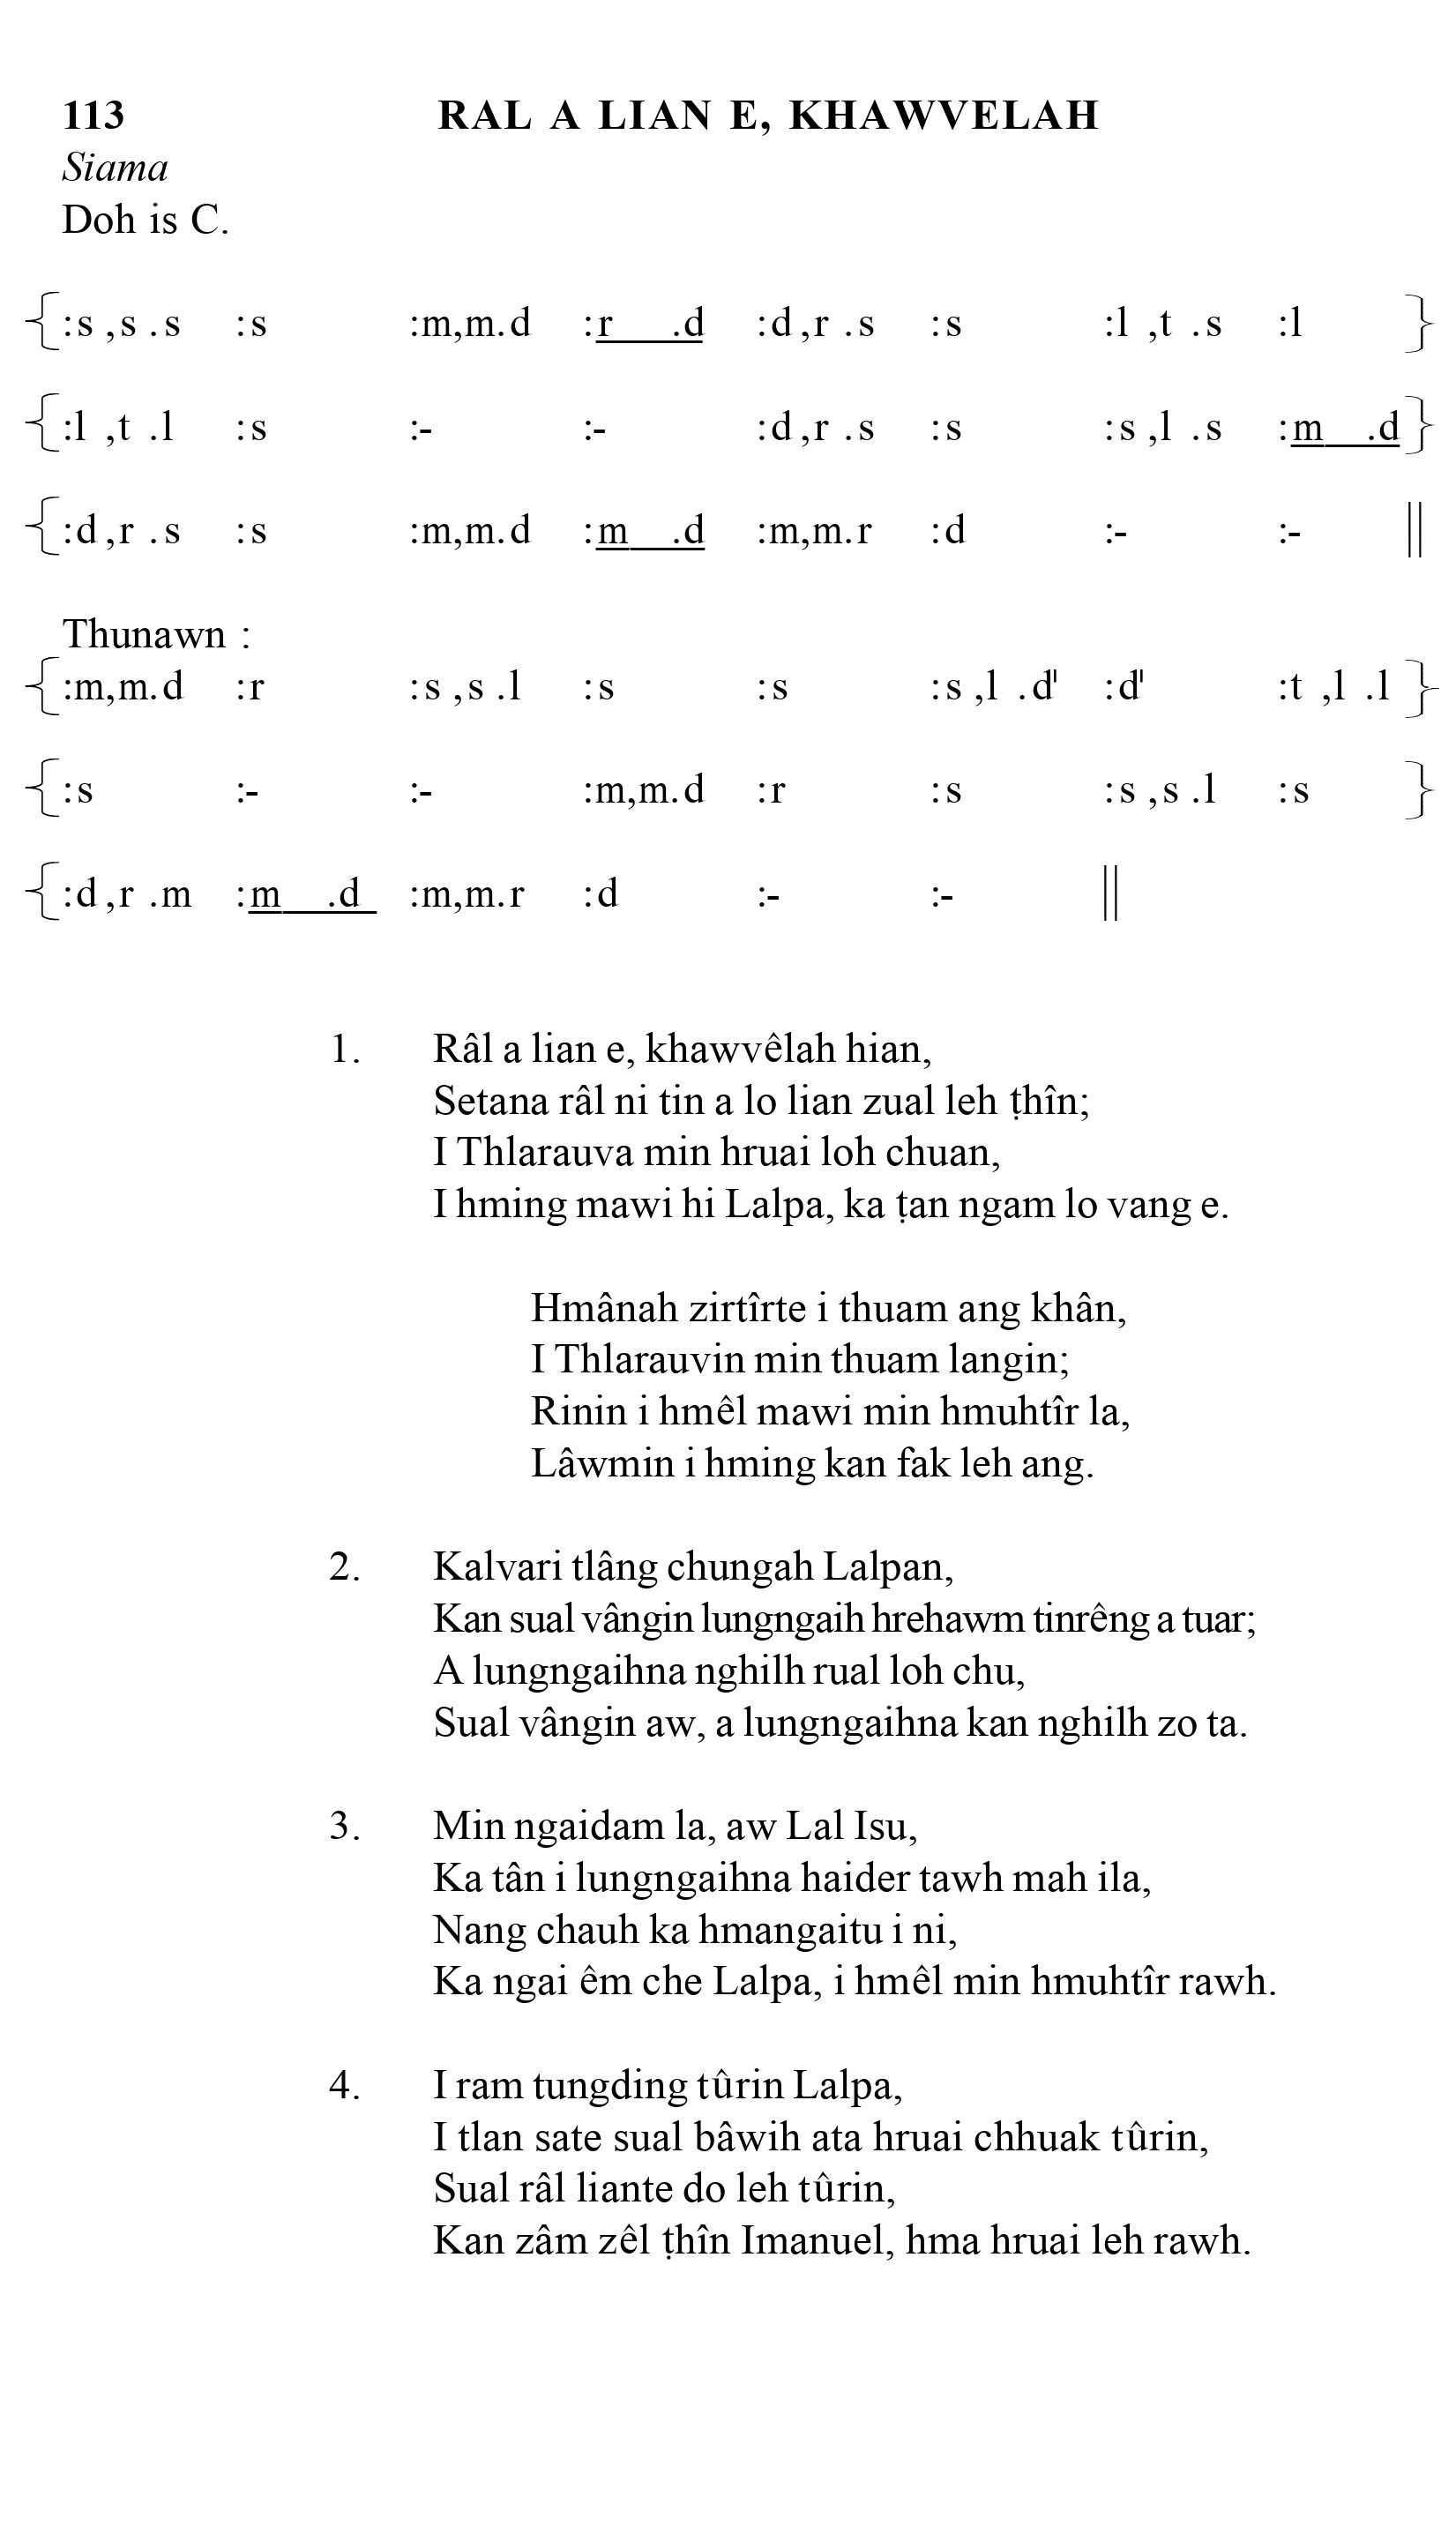 113 RAL A LIAN E, KHAWVELAH
Siama
Doh is C.
{:s ,s .s :s :m,m.d :r .d :d ,r .s :s :l ,t .s :l }
{:l ,t .l :s :- :- :d ,r .s :s :s ,l .s :m .d }
{:d ,r .s :s :m,m.d :m .d :m,m.r :d :- :- ||
Thunawn :
{:m,m.d :r :s ,s .l :s :s :s ,l .d' :d' :t ,l .l }
{:s :- :- :m,m.d :r :s :s ,s .l :s }
{:d ,r .m :m .d :m,m.r :d :- :- ||
1. Râl a lian e, khawvêlah hian,
Setana râl ni tin a lo lian zual leh ṭhîn;
I Thlarauva min hruai loh chuan,
I hming mawi hi Lalpa, ka ṭan ngam lo vang e.
Hmânah zirtîrte i thuam ang khân,
I Thlarauvin min thuam langin;
Rinin i hmêl mawi min hmuhtîr la,
Lâwmin i hming kan fak leh ang.
2. Kalvari tlâng chungah Lalpan,
Kan sual vângin lungngaih hrehawm tinrêng a tuar;
A lungngaihna nghilh rual loh chu,
Sual vângin aw, a lungngaihna kan nghilh zo ta.
3. Min ngaidam la, aw Lal Isu,
Ka tân i lungngaihna haider tawh mah ila,
Nang chauh ka hmangaitu i ni,
Ka ngai êm che Lalpa, i hmêl min hmuhtîr rawh.
4. I ram tungding tûrin Lalpa,
I tlan sate sual bâwih ata hruai chhuak tûrin,
Sual râl liante do leh tûrin,
Kan zâm zêl ṭhîn Imanuel, hma hruai leh rawh.